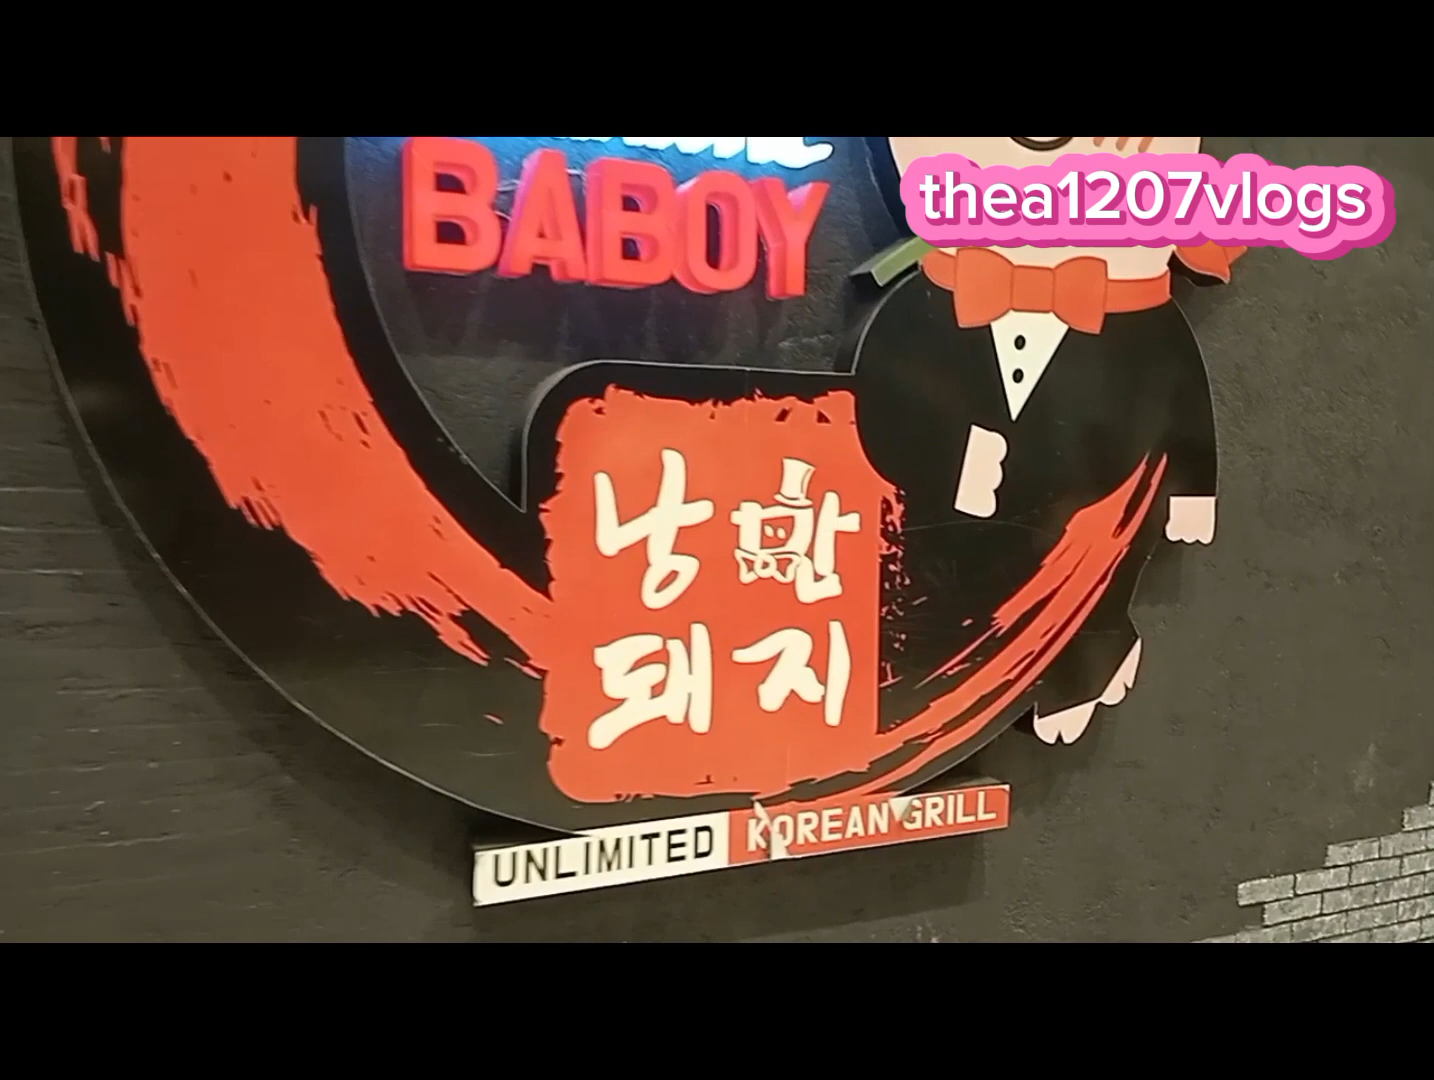 BABOY
thea1207vlogs
낭만
돼지
UNLIMITED KOREAN GRILL